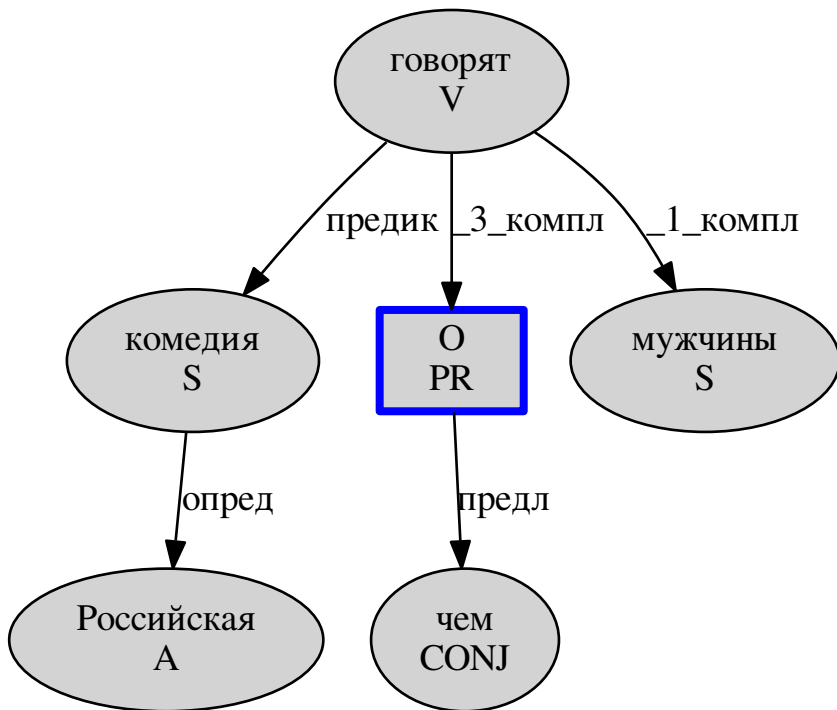 говорят
V
предик
_3_компл
_1_компл
комедия
S
О
PR
мужчины
S
опред
предл
Российская
A
чем
CONJ